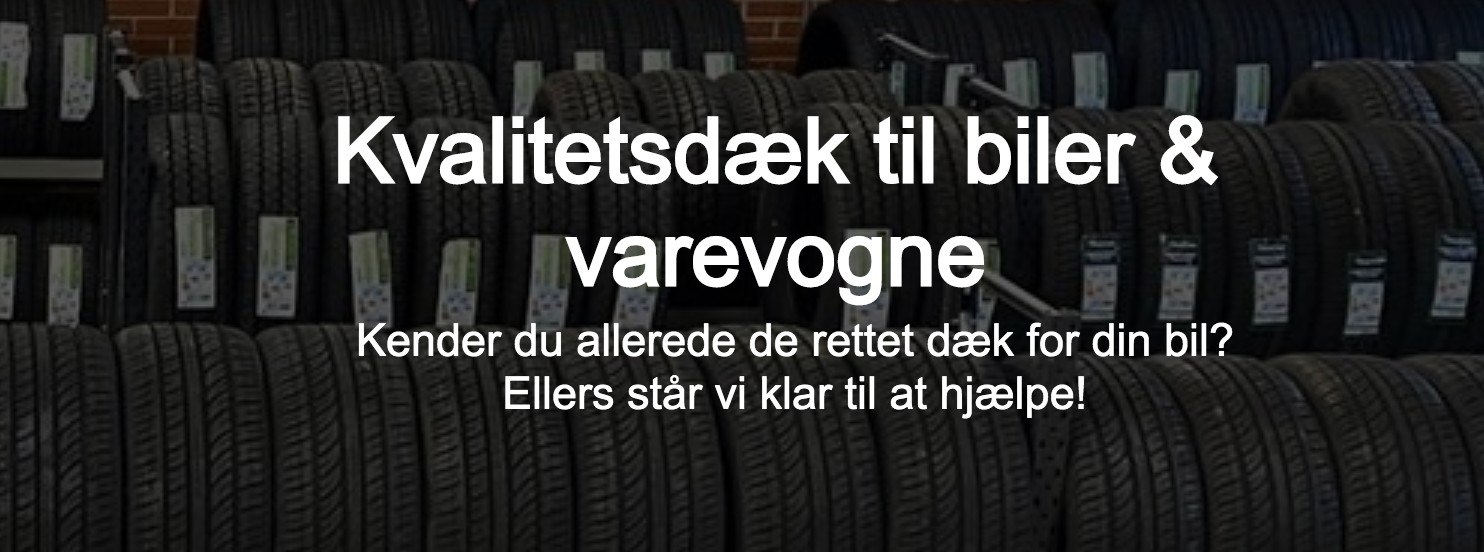 Kvalitetsdæk til biler &
varevogne
Kender du allerede de rettet dæk for din bil?
Ellers står vi klar til at hjælpe!